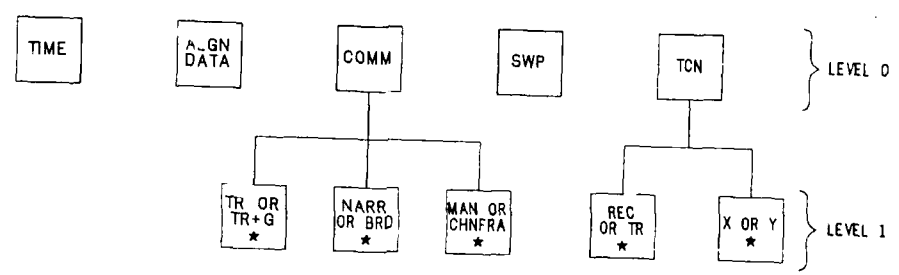 TIME
A_GN
DATA
COMM
SWP
TCN
LEVEL 0
TR OR
TR+G
★
NARR
OR BRD
★
MAN OR
CHNFRA
★
REC
OR TR
★
X OR Y
★
LEVEL 1